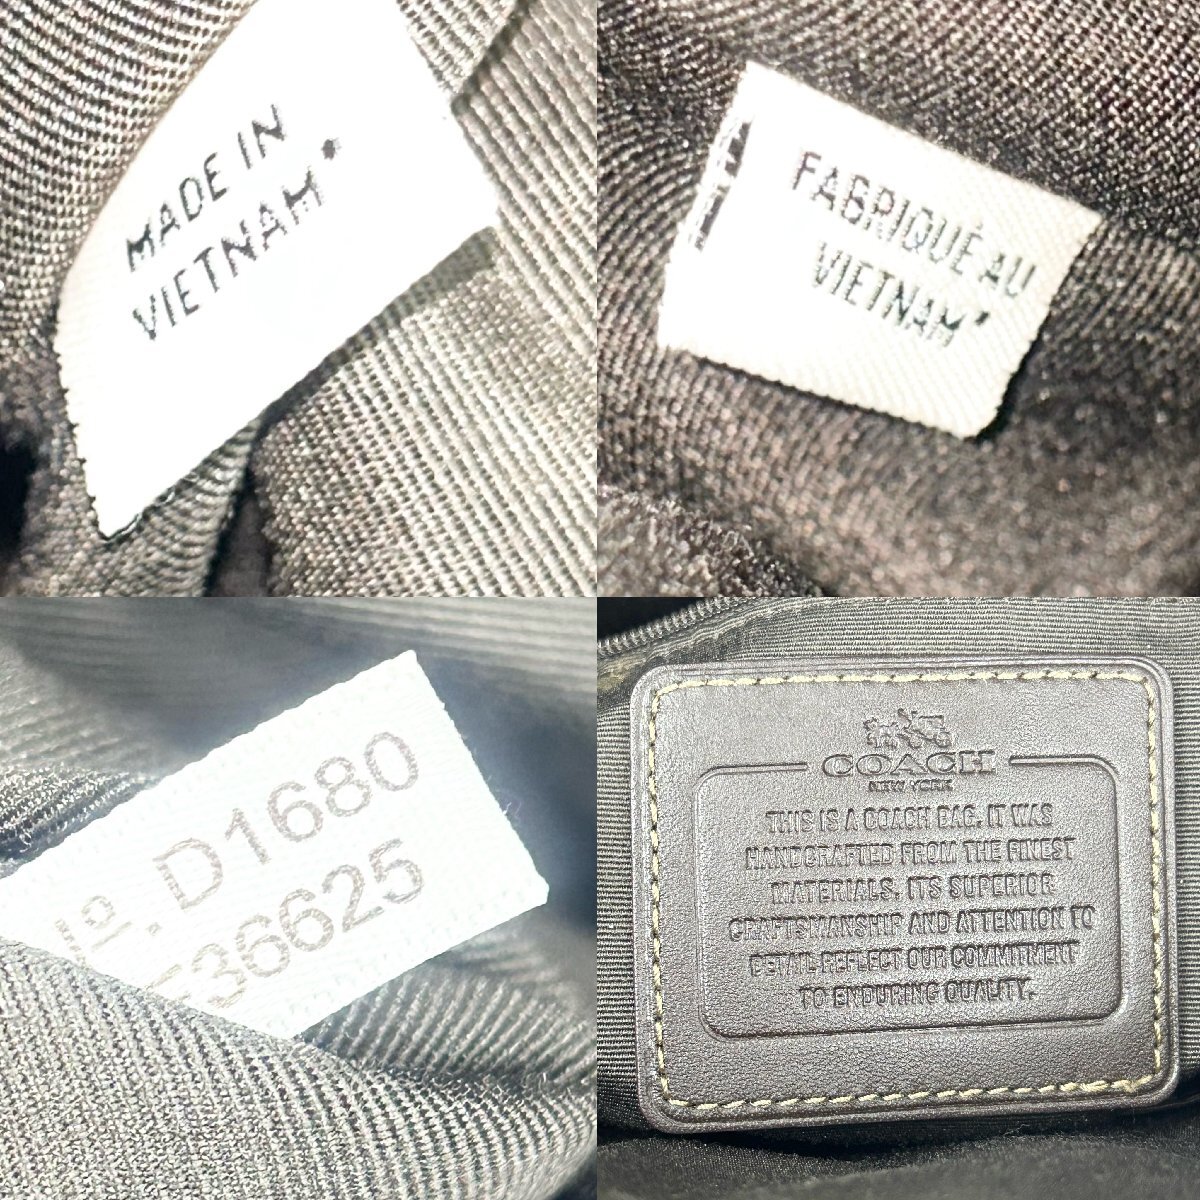 MADE IN
VIETNAM*
FABRIQUÉ AU
VIETNAM*
Nº. D1680
36625
COACH
NEW YORK
THIS IS A COACH BAG. IT WAS
HANDCRAFTED FROM THE FINEST
MATERIALS. ITS SUPERIOR
CRAFTSMANSHIP AND ATTENTION TO
DETAIL REFLECT OUR COMMITMENT
TO ENDURING QUALITY.